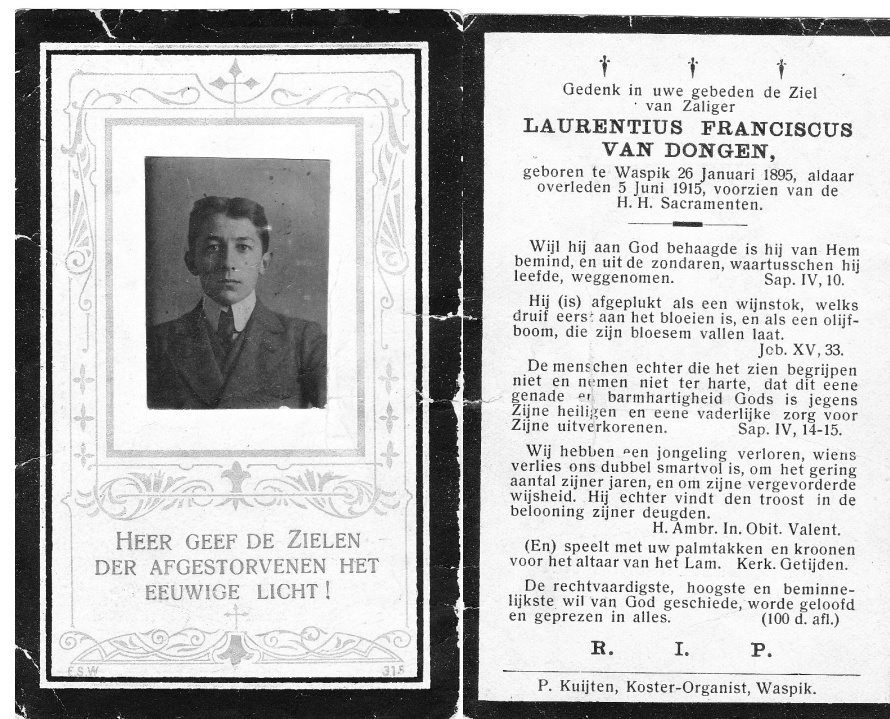 HEER GEEF DE ZIELEN
DER AFGESTORVENEN HET
EEUWIGE LICHT!
F.S.W
315
Gedenk in uwe gebeden de Ziel
van Zaliger
LAURENTIUS FRANCISCUS
VAN DONGEN,
geboren te Waspik 26 Januari 1895, aldaar
overleden 5 Juni 1915, voorzien van de
H. H. Sacramenten.
Wijl hij aan God behaagde is hij van Hem
bemind, en uit de zondaren, waartusschen hij
leefde, weggenomen. Sap. IV, 10.
Hij (is) afgeplukt als een wijnstok, welks
druif eerst aan het bloeien is, en als een olijf-
boom, die zijn bloesem vallen laat.
Job. XV, 33.
De menschen echter die het zien begrijpen
niet en nemen niet ter harte, dat dit eene
genade en barmhartigheid Gods is jegens
Zijne heiligen en eene vaderlijke zorg voor
Zijne uitverkorenen. Sap. IV, 14-15.
Wij hebben een jongeling verloren, wiens
verlies ons dubbel smartvol is, om het gering
aantal zijner jaren, en om zijne vergevorderde
wijsheid. Hij echter vindt den troost in de
belooning zijner deugden.
H. Ambr. In. Obit. Valent.
(En) speelt met uw palmtakken en kroonen
voor het altaar van het Lam. Kerk. Getijden.
De rechtvaardigste, hoogste en beminne-
lijkste wil van God geschiede, worde geloofd
en geprezen in alles. (100 d. afl.)
R. I. P.
P. Kuijten, Koster-Organist, Waspik.